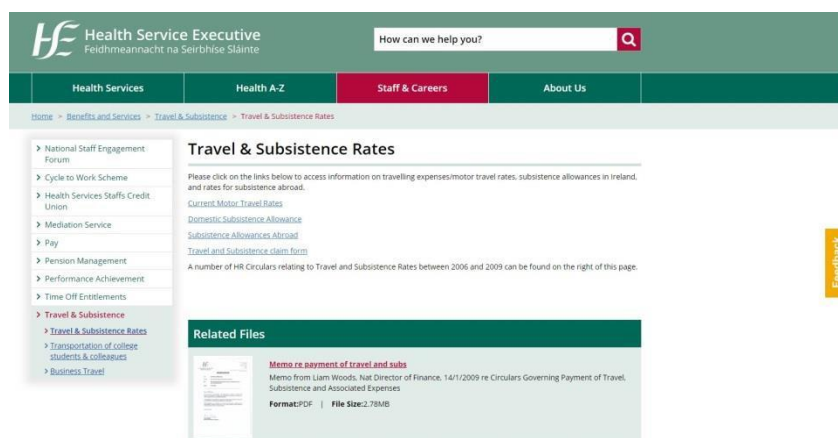 Health Service Executive
Feidhmeannacht na Seirbhíse Sláinte
How can we help you?
Health Services
Health A-Z
Staff & Careers
About Us
Home > Benefits and Services > Travel & Subsistence > Travel & Subsistence Rates
National Staff Engagement
Forum
Cycle to Work Scheme
Health Services Staffs Credit
Union
Mediation Service
Pay
Pension Management
Performance Achievement
Time Off Entitlements
Travel & Subsistence
Travel & Subsistence Rates
Transportation of college
students & colleagues
Business Travel
Travel & Subsistence Rates
Please click on the links below to access information on travelling expenses/motor travel rates, subsistence allowances in Ireland,
and rates for subsistence abroad.
Current Motor Travel Rates
Domestic Subsistence Allowance
Subsistence Allowances Abroad
Travel and Subsistence claim form
A number of HR Circulars relating to Travel and Subsistence Rates between 2006 and 2009 can be found on the right of this page.
Related Files
Memo re payment of travel and subs
Memo from Liam Woods, Nat Director of Finance, 14/1/2009 re Circulars Governing Payment of Travel,
Subsistence and Associated Expenses
Format:PDF | File Size:2.78MB
Feedback